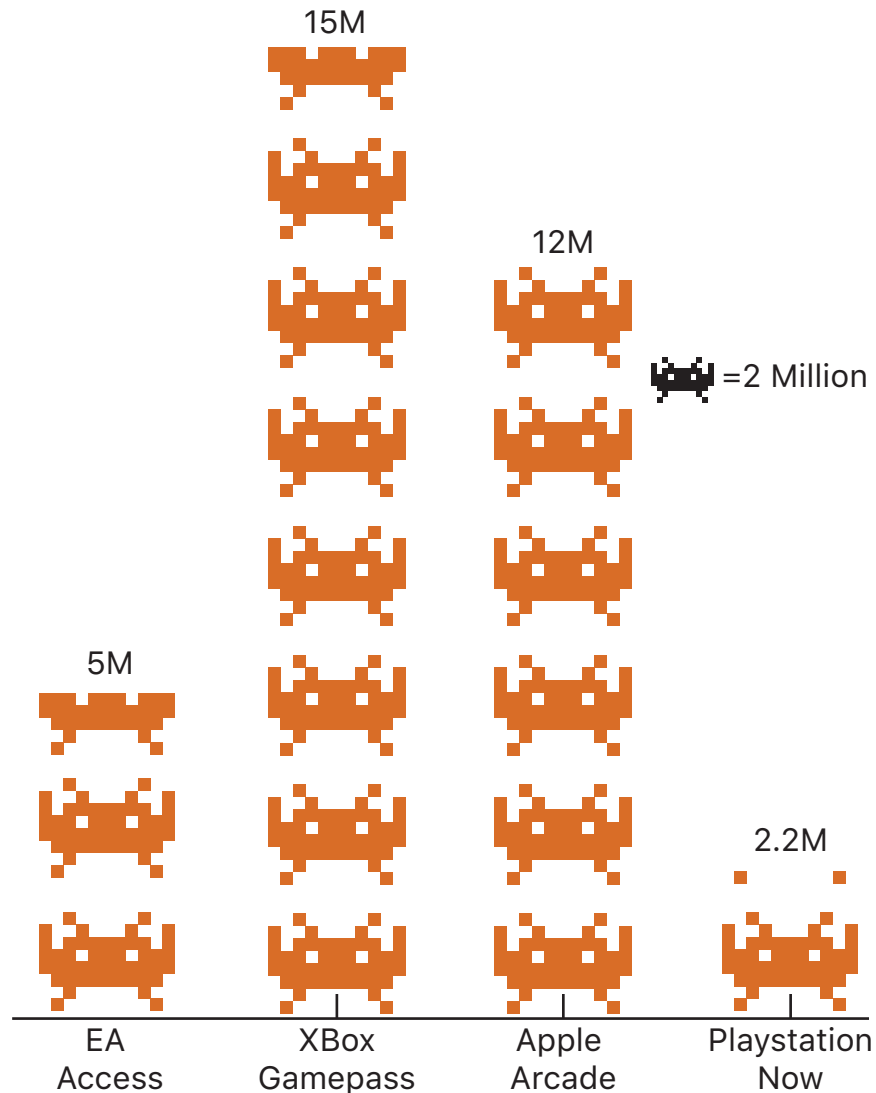 15M
12M
=2 Million
5M
2.2M
EA
Access
XBox
Gamepass
Apple
Arcade
Playstation
Now